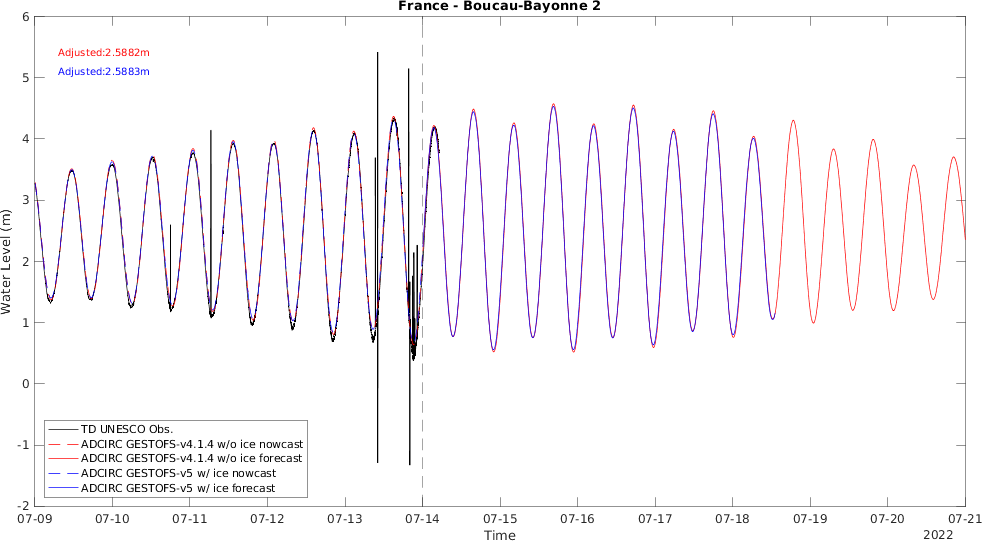 France - Boucau-Bayonne 2
Adjusted:2.5882m
Adjusted:2.5883m
6
5
4
3
2
1
0
-1
-2
Water Level (m)
TD UNESCO Obs.
ADCIRC GESTOFS-v4.1.4 w/o ice nowcast
ADCIRC GESTOFS-v4.1.4 w/o ice forecast
ADCIRC GESTOFS-v5 w/ ice nowcast
ADCIRC GESTOFS-v5 w/ ice forecast
07-09 07-10 07-11 07-12 07-13 07-14 07-15 07-16 07-17 07-18 07-19 07-20 07-21
Time
2022